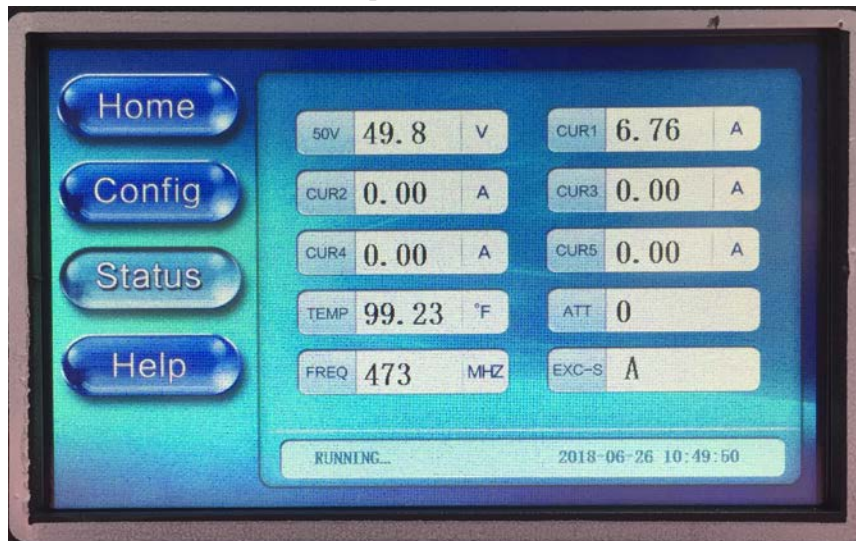 Home
Config
Status
Help
50V 49.8 V
CUR1 6.76 A
CUR2 0.00 A
CUR3 0.00 A
CUR4 0.00 A
CUR5 0.00 A
TEMP 99.23 °F
ATT 0
FREQ 473 MHZ
EXC-S A
RUNNING... 2018-06-26 10:49:50